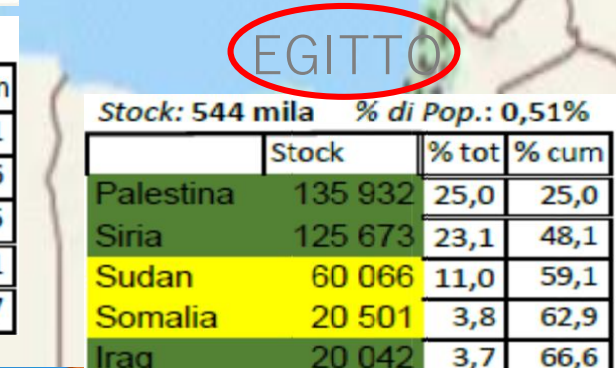 EGITTO
Stock: 544 mila % di Pop.: 0,51%
Stock % tot % cum
Palestina 135 932 25,0 25,0
Siria 125 673 23,1 48,1
Sudan 60 066 11,0 59,1
Somalia 20 501 3,8 62,9
Iraq 20 042 3,7 66,6